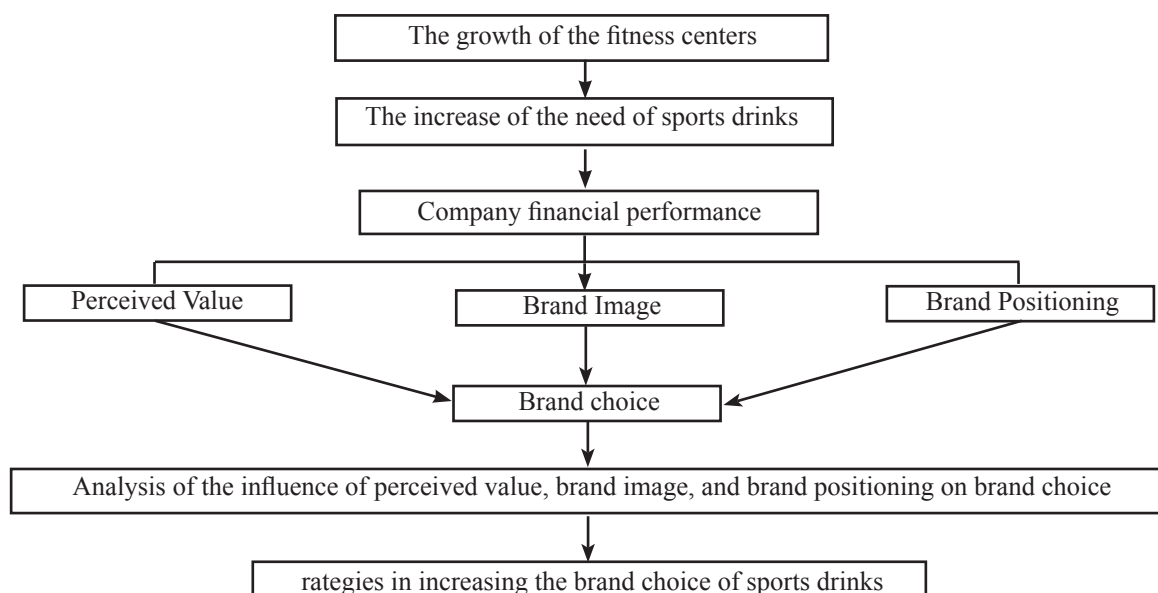 The growth of the fitness centers
The increase of the need of sports drinks
Company financial performance
Perceived Value
Brand Image
Brand Positioning
Brand choice
Analysis of the influence of perceived value, brand image, and brand positioning on brand choice
rategies in increasing the brand choice of sports drinks